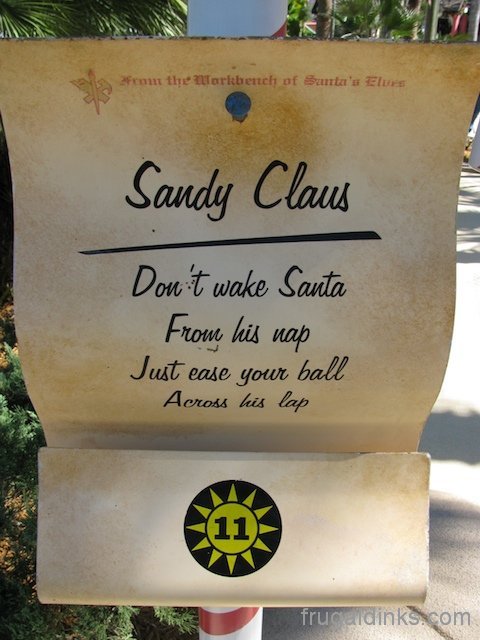 From the Workbench of Santa's Elves
Sandy Claus
Don't wake Santa
From his nap
Just ease your ball
Across his lap
11
frugaldinks.com